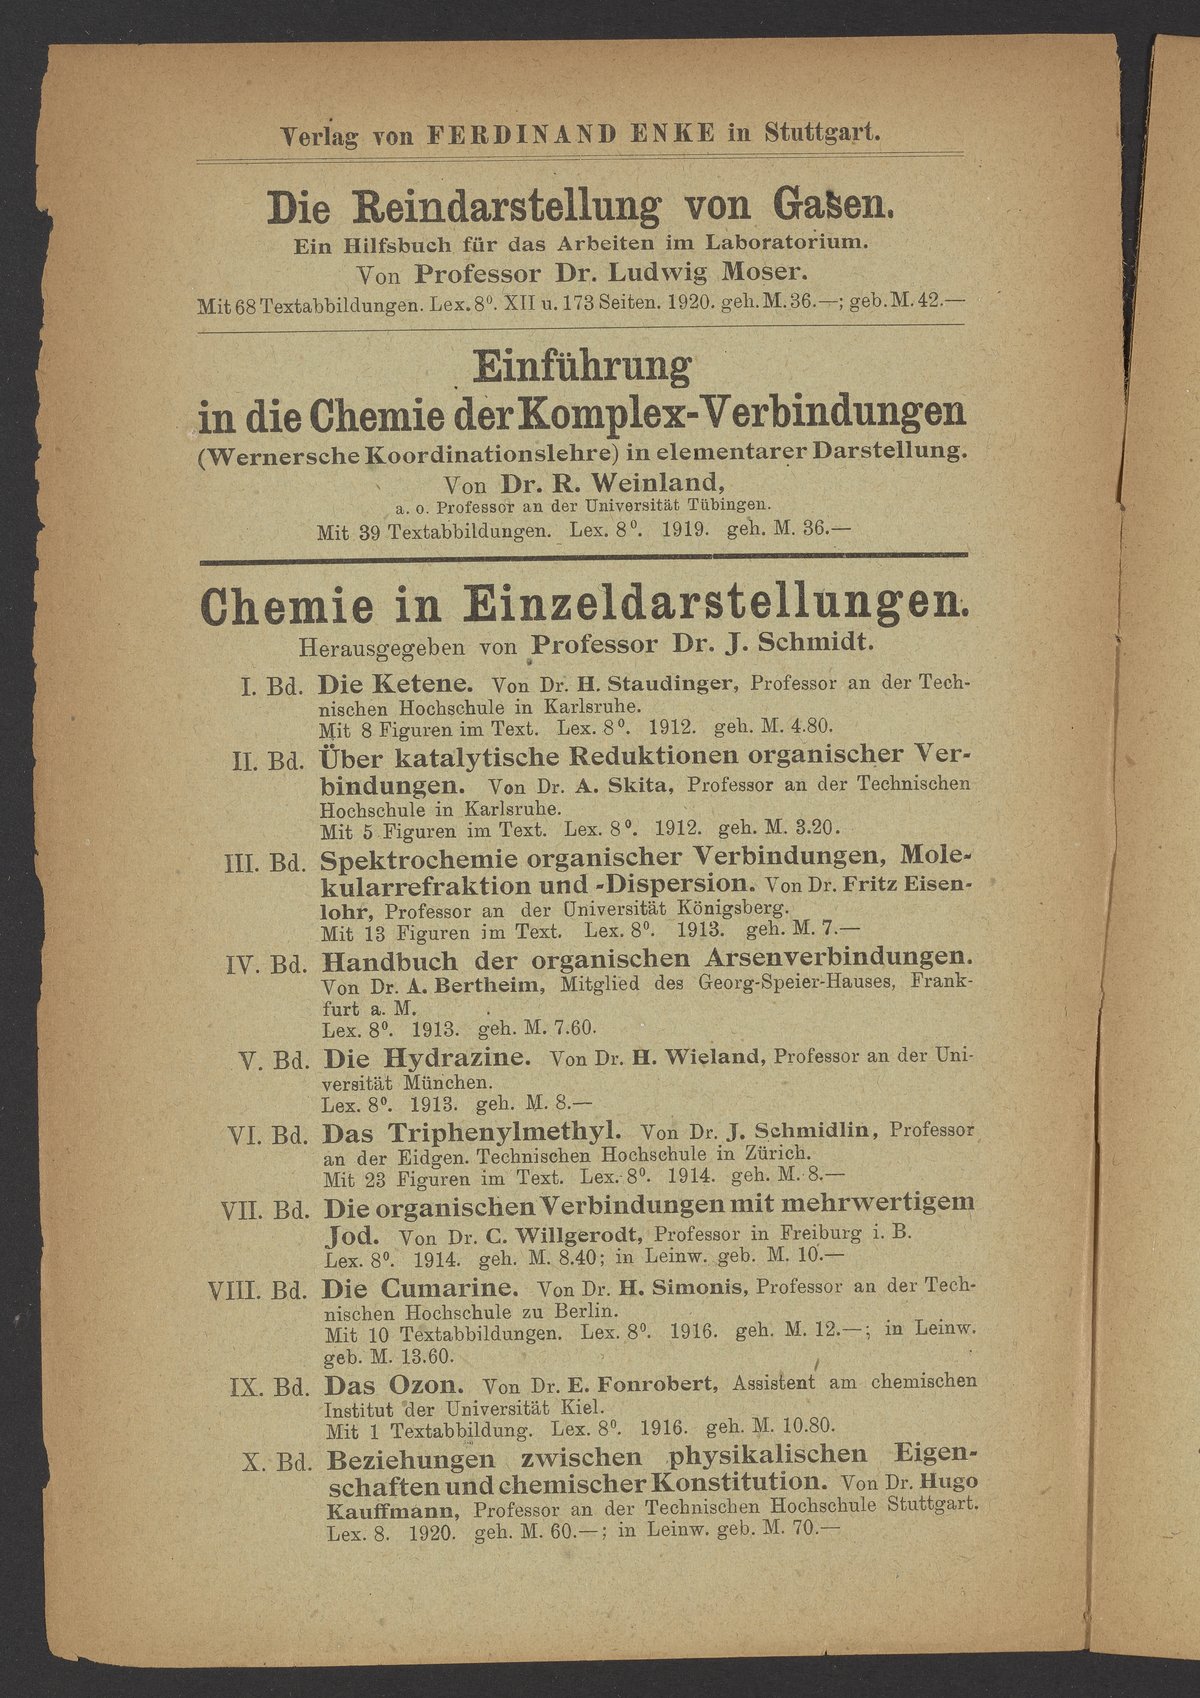 Verlag von FERDINAND ENKE in Stuttgart.
Die Reindarstellung von Gasen.
Ein Hilfsbuch für das Arbeiten im Laboratorium.
Von Professor Dr. Ludwig Moser.
Mit 68 Textabbildungen. Lex. 8⁰. XII u. 173 Seiten. 1920. geh. M. 36.—; geb. M. 42.—
Einführung
in die Chemie der Komplex-Verbindungen
(Wernersche Koordinationslehre) in elementarer Darstellung.
Von Dr. R. Weinland,
a. o. Professor an der Universität Tübingen.
Mit 39 Textabbildungen. Lex. 8⁰. 1919. geh. M. 36.—
Chemie in Einzeldarstellungen.
Herausgegeben von Professor Dr. J. Schmidt.
I. Bd. Die Ketene. Von Dr. H. Staudinger, Professor an der Tech-
nischen Hochschule in Karlsruhe.
Mit 8 Figuren im Text. Lex. 8⁰. 1912. geh. M. 4.80.
II. Bd. Über katalytische Reduktionen organischer Ver-
bindungen. Von Dr. A. Skita, Professor an der Technischen
Hochschule in Karlsruhe.
Mit 5 Figuren im Text. Lex. 8⁰. 1912. geh. M. 3.20.
III. Bd. Spektrochemie organischer Verbindungen, Mole-
kularrefraktion und -Dispersion. Von Dr. Fritz Eisen-
lohr, Professor an der Universität Königsberg.
Mit 13 Figuren im Text. Lex. 8⁰. 1913. geh. M. 7.—
IV. Bd. Handbuch der organischen Arsenverbindungen.
Von Dr. A. Bertheim, Mitglied des Georg-Speier-Hauses, Frank-
furt a. M.
Lex. 8⁰. 1913. geh. M. 7.60.
V. Bd. Die Hydrazine. Von Dr. H. Wieland, Professor an der Uni-
versität München.
Lex. 8⁰. 1913. geh. M. 8.—
VI. Bd. Das Triphenylmethyl. Von Dr. J. Schmidlin, Professor
an der Eidgen. Technischen Hochschule in Zürich.
Mit 23 Figuren im Text. Lex. 8⁰. 1914. geh. M. 8.—
VII. Bd. Die organischen Verbindungen mit mehrwertigem
Jod. Von Dr. C. Willgerodt, Professor in Freiburg i. B.
Lex. 8⁰. 1914. geh. M. 8.40; in Leinw. geb. M. 10.—
VIII. Bd. Die Cumarine. Von Dr. H. Simonis, Professor an der Tech-
nischen Hochschule zu Berlin.
Mit 10 Textabbildungen. Lex. 8⁰. 1916. geh. M. 12.—; in Leinw.
geb. M. 13.60.
IX. Bd. Das Ozon. Von Dr. E. Fonrobert, Assistent am chemischen
Institut der Universität Kiel.
Mit 1 Textabbildung. Lex. 8⁰. 1916. geh. M. 10.80.
X. Bd. Beziehungen zwischen physikalischen Eigen-
schaften und chemischer Konstitution. Von Dr. Hugo
Kauffmann, Professor an der Technischen Hochschule Stuttgart.
Lex. 8. 1920. geh. M. 60.—; in Leinw. geb. M. 70.—